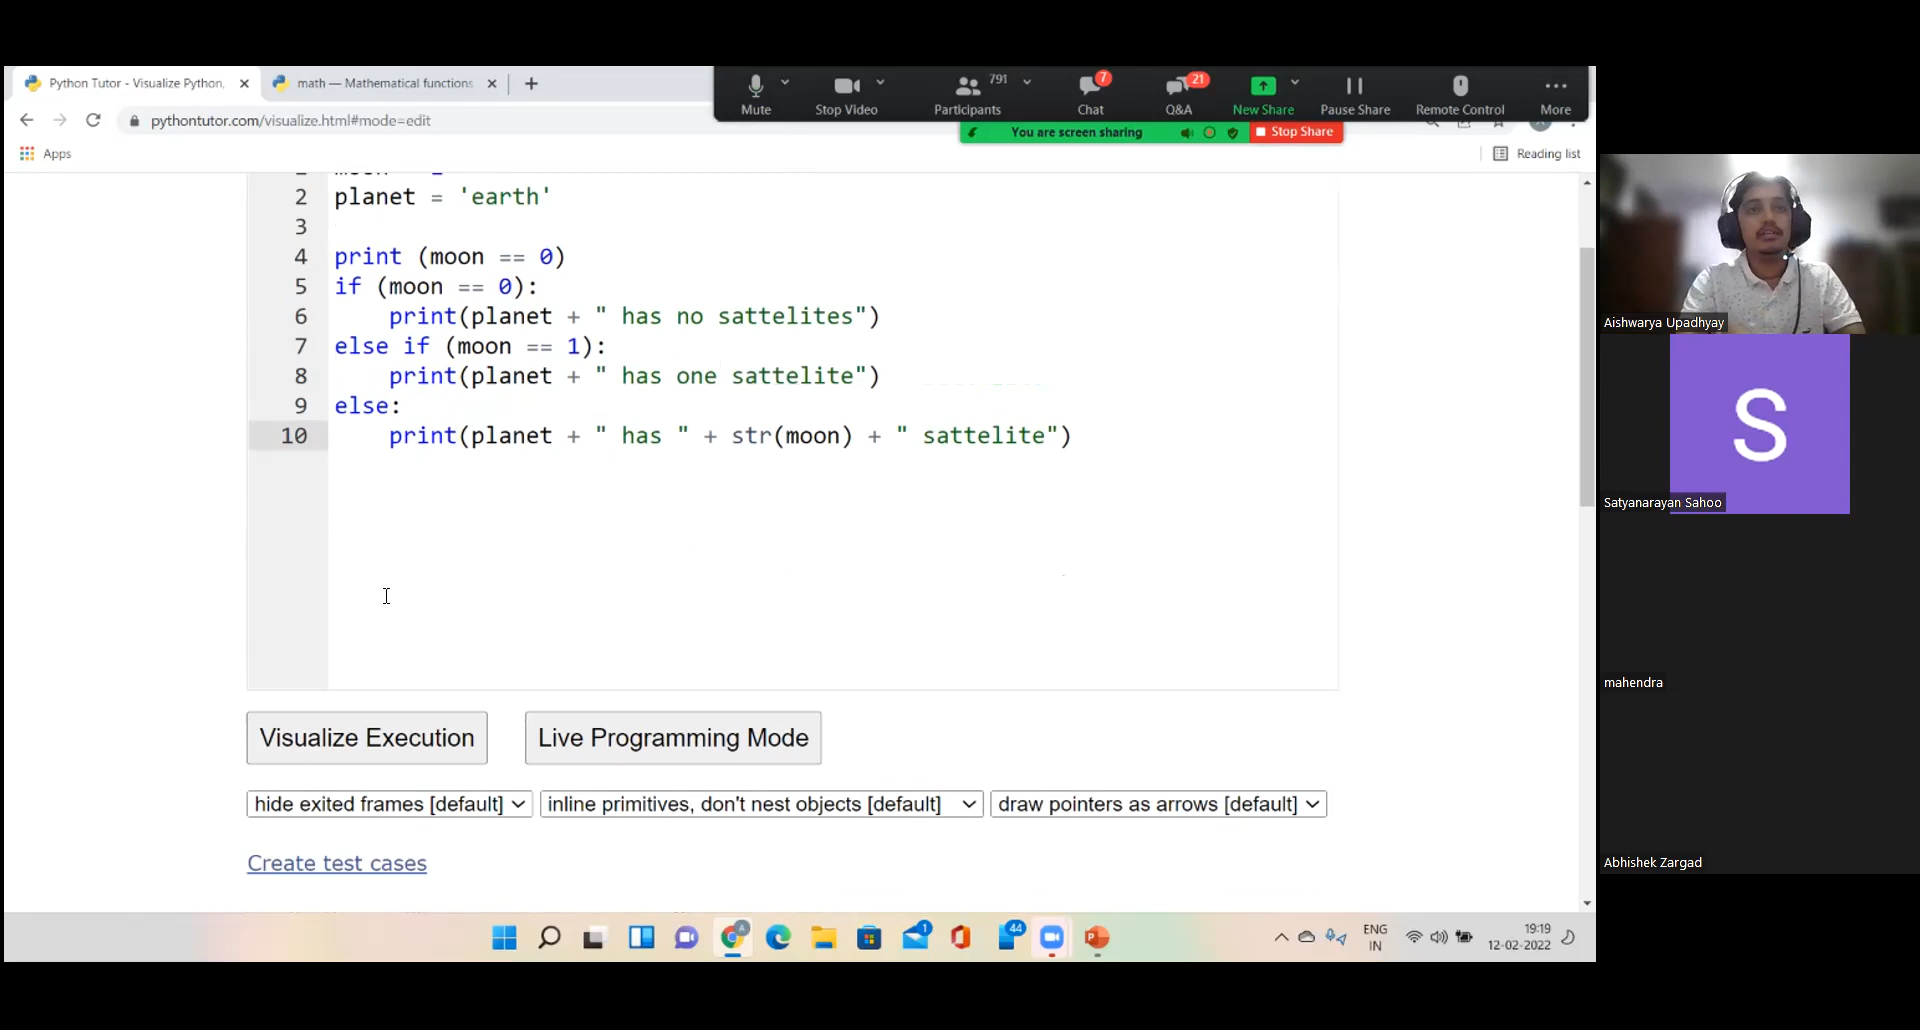 Python Tutor - Visualize Python,
math — Mathematical functions
pythontutor.com/visualize.html#mode=edit
Apps
Reading list
Mute
Stop Video
791
Participants
7
Chat
21
Q&A
New Share
Pause Share
Remote Control
More
You are screen sharing
Stop Share
2 planet = 'earth'
3
4 print (moon == 0)
5 if (moon == 0):
6 print(planet + " has no sattelites")
7 else if (moon == 1):
8 print(planet + " has one sattelite")
9 else:
10 print(planet + " has " + str(moon) + " sattelite")
Visualize Execution
Live Programming Mode
hide exited frames [default]
inline primitives, don't nest objects [default]
draw pointers as arrows [default]
Create test cases
Aishwarya Upadhyay
S
Satyanarayan Sahoo
mahendra
Abhishek Zargad
A
1
44
ENG
IN
19:19
12-02-2022